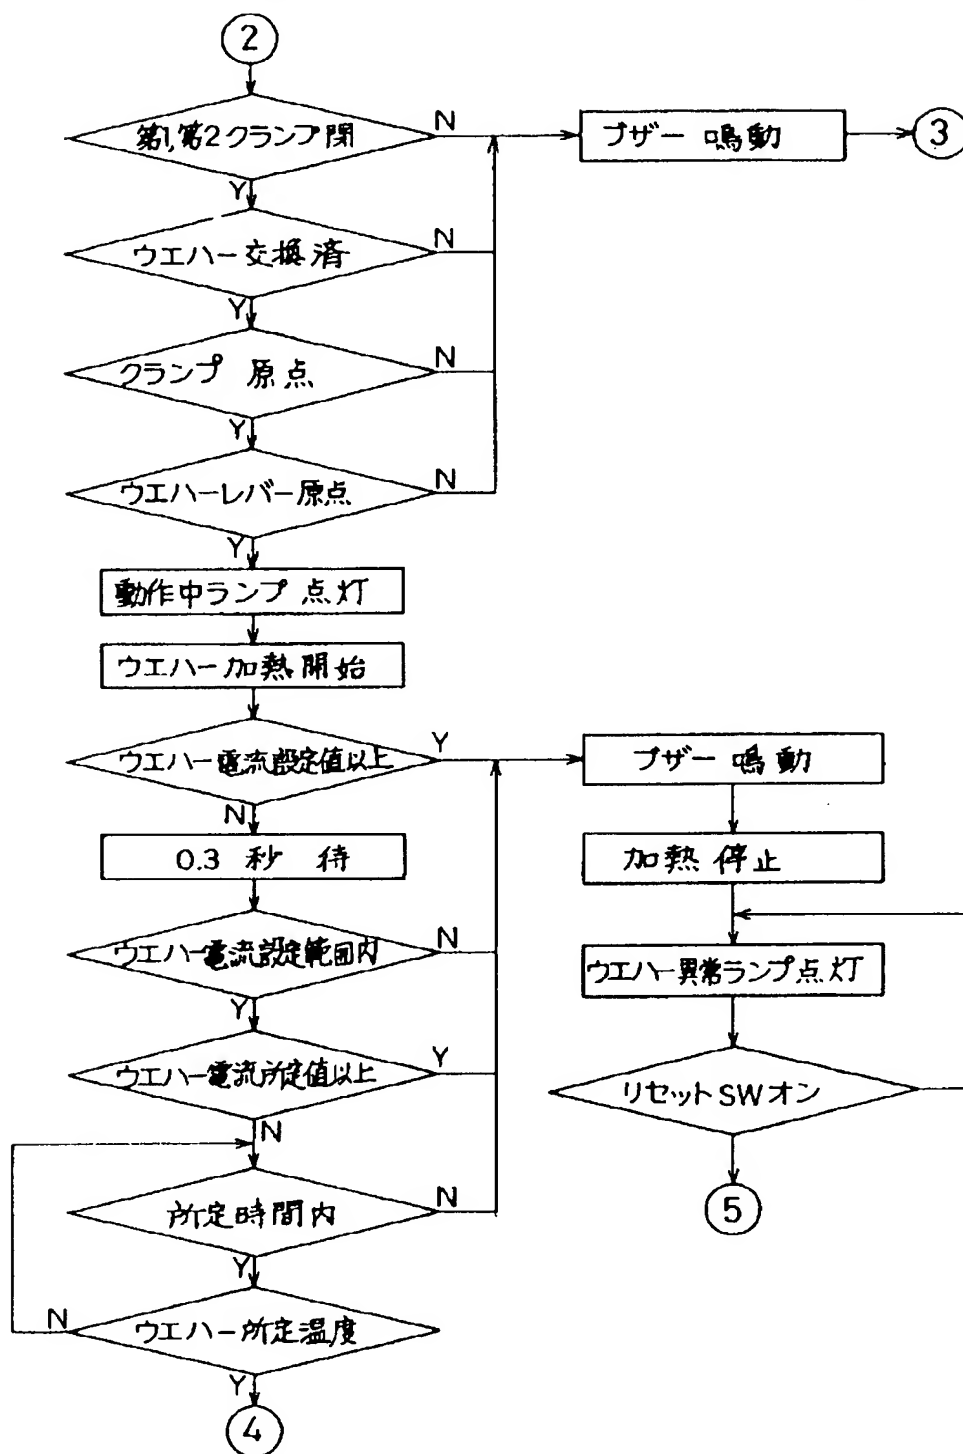 2
第1,第2クランプ閉
N
ブザー 鳴動
3
Y
ウエハー交換済
N
Y
クランプ 原点
N
Y
ウエハーレバー原点
N
Y
動作中ランプ 点灯
ウエハー加熱開始
ウエハー電流設定値以上
Y
ブザー 鳴動
N
0.3 秒 待
加熱停止
ウエハー電流設定範囲内
N
ウエハー異常ランプ点灯
Y
ウエハー電流所定値以上
Y
リセットSWオン
N
所定時間内
N
5
Y
ウエハー所定温度
N
Y
4